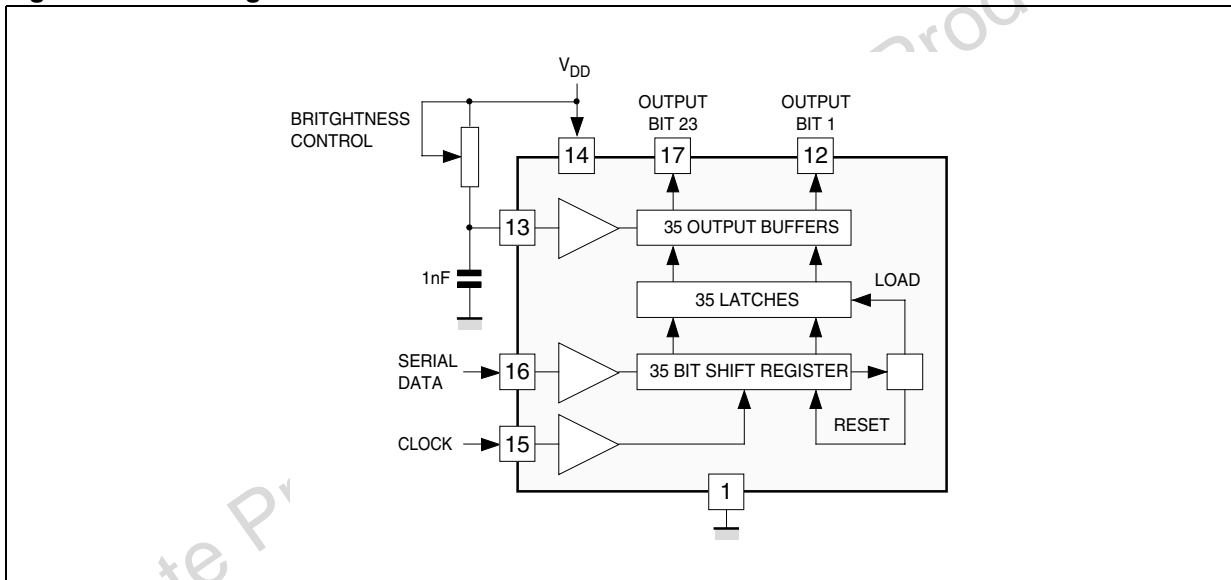 V_DD
BRITGHTNESS
CONTROL
OUTPUT
BIT 23
OUTPUT
BIT 1
14
17
12
13
35 OUTPUT BUFFERS
1nF
LOAD
35 LATCHES
SERIAL
DATA
16
35 BIT SHIFT REGISTER
RESET
CLOCK
15
1